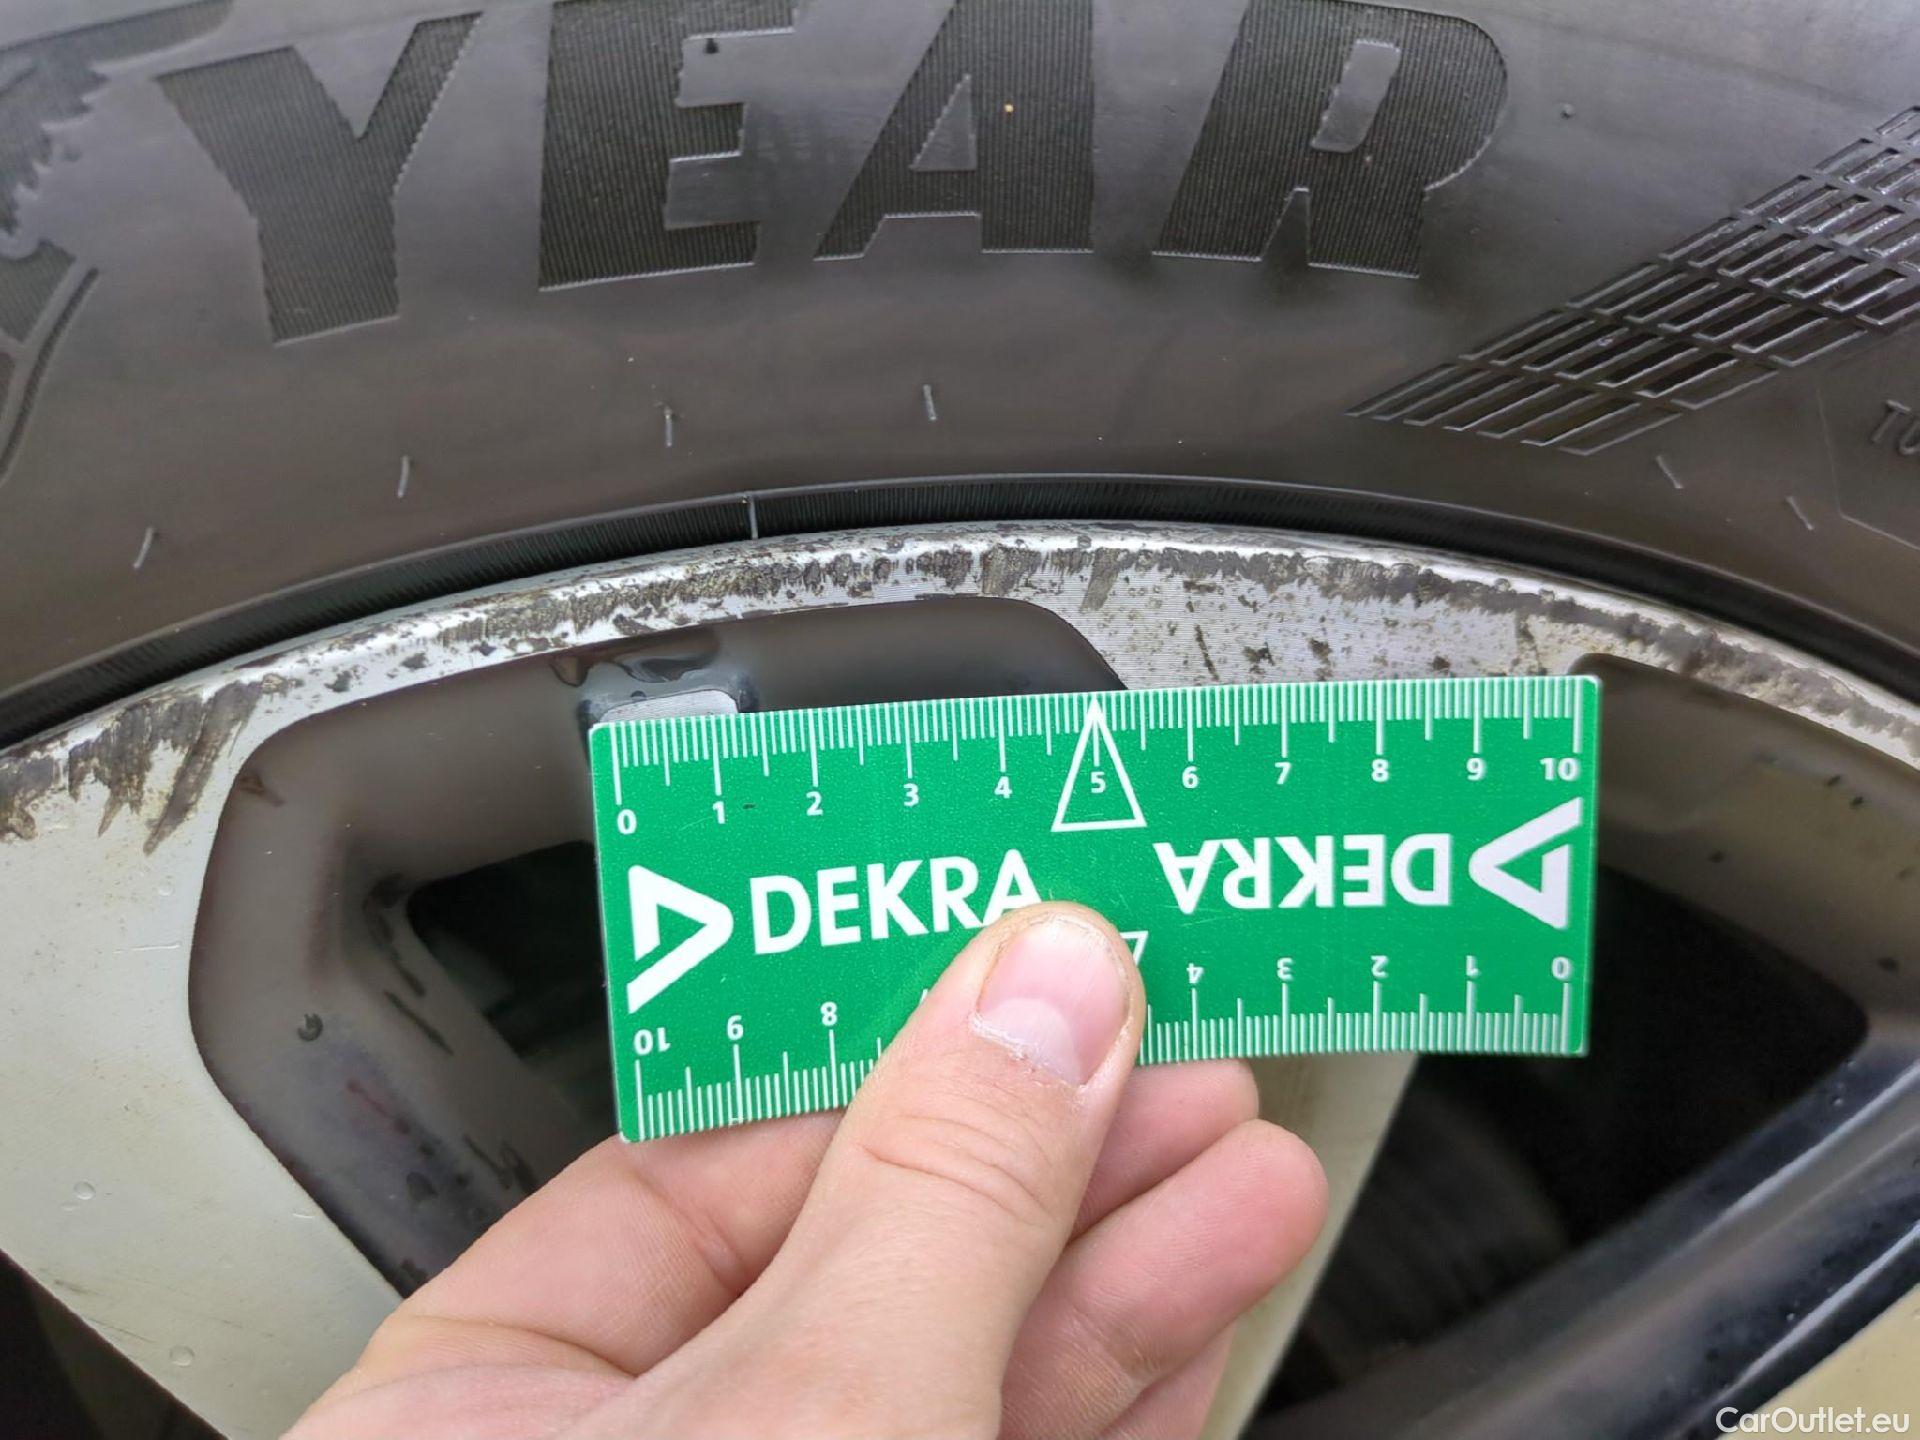 YEAR
TU
0 1 2 3 4 5 6 7 8 9 10
DEKRA DEKRA
10 9 8 4 3 2 1 0
CarOutlet.eu